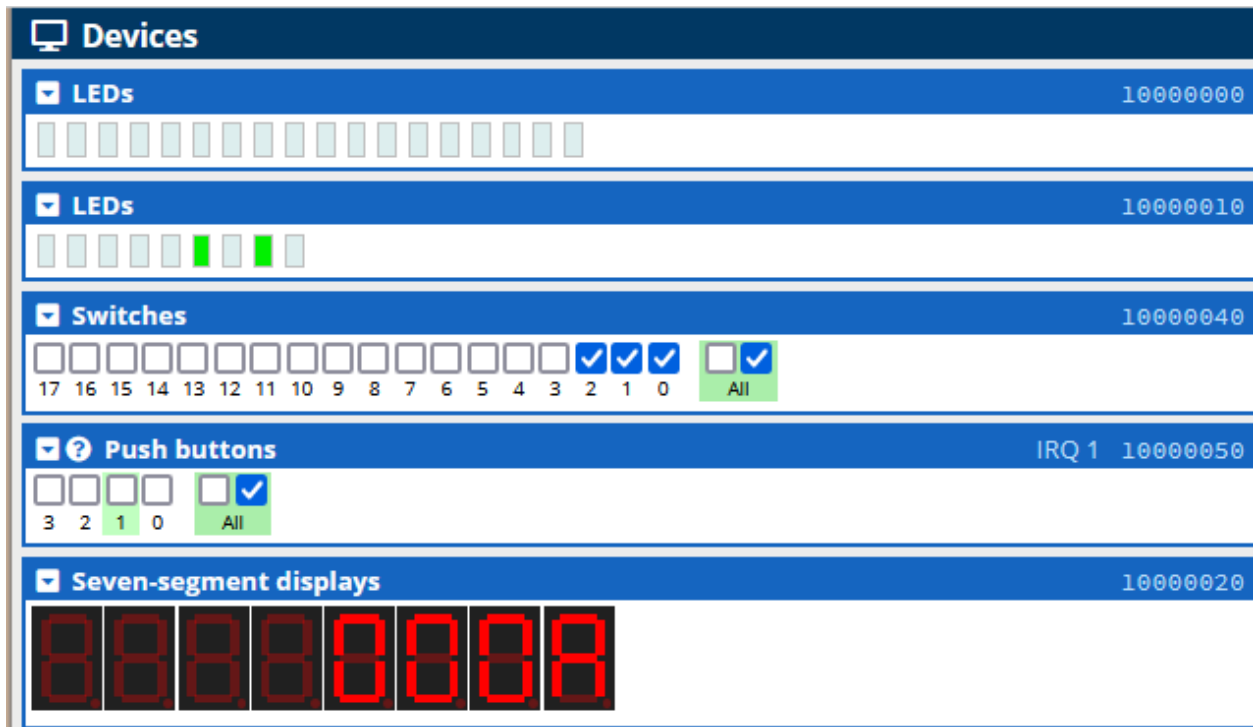 Devices
LEDs 10000000
LEDs 10000010
Switches 10000040
17 16 15 14 13 12 11 10 9 8 7 6 5 4 3 2 1 0 All
Push buttons IRQ 1 10000050
3 2 1 0 All
Seven-segment displays 10000020
000A